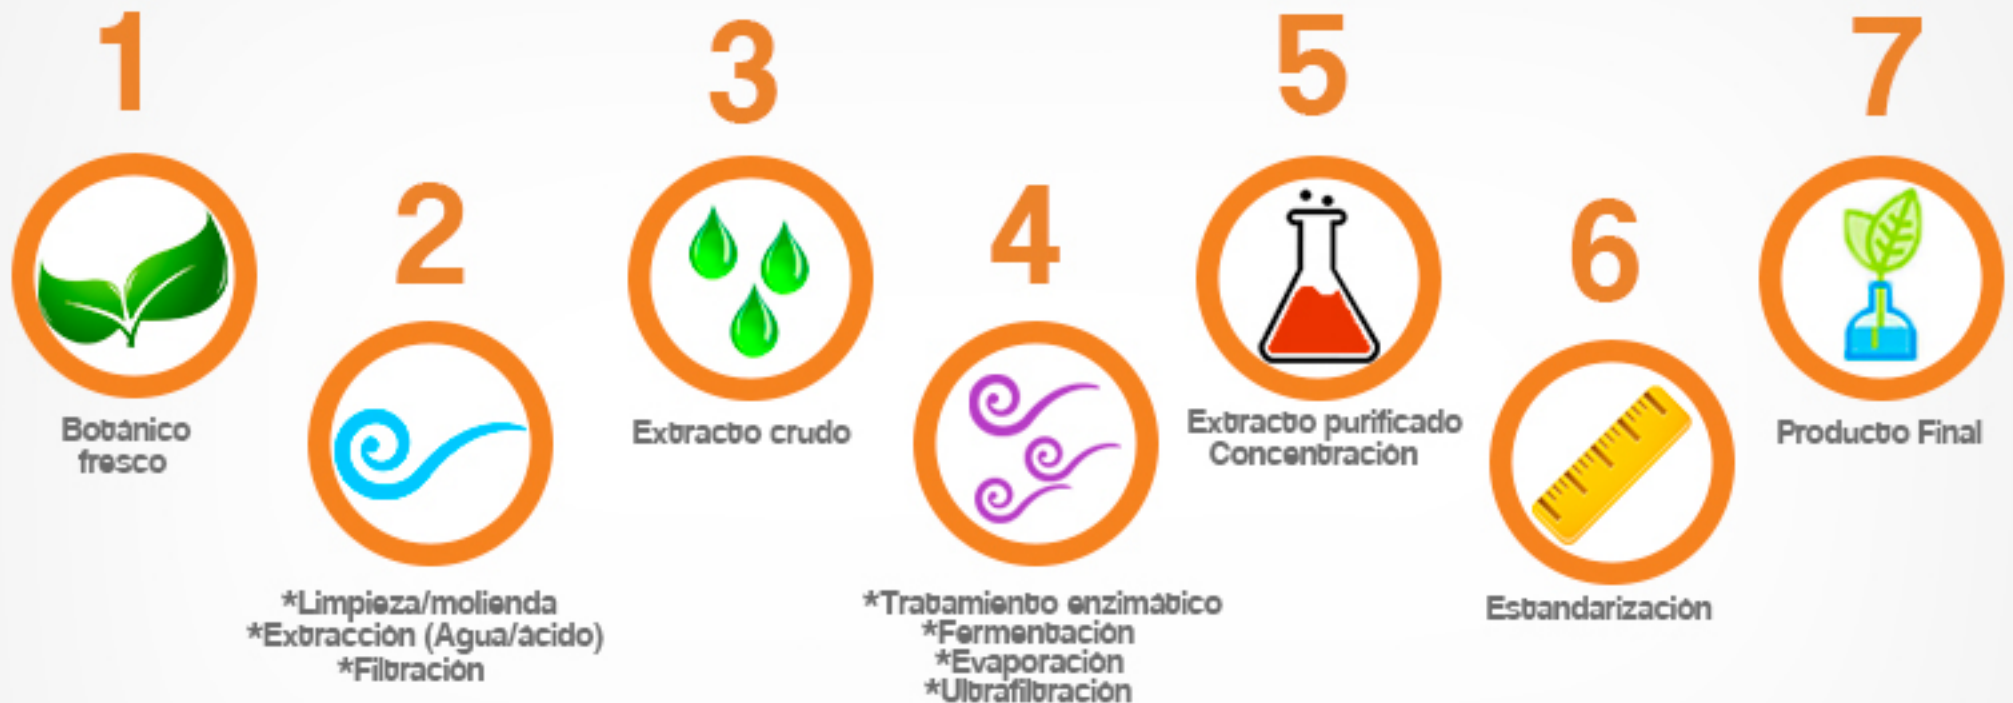 1
Botánico
fresco
2
*Limpieza/molienda
*Extracción (Agua/ácido)
*Filtración
3
Extracto crudo
4
*Tratamiento enzimático
*Fermentación
*Evaporación
*Ultrafiltración
5
Extracto purificado
Concentración
6
Estandarización
7
Producto Final